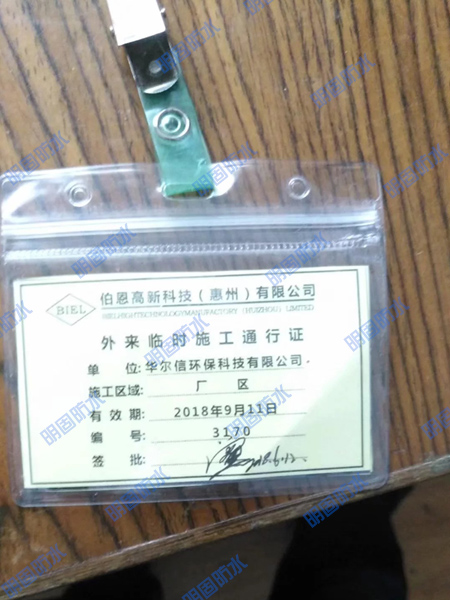 BIEL
伯恩高新科技（惠州）有限公司
外来临时施工通行证
单 位: 华尔信环保科技有限公司
施工区域: 厂 区
有 效 期: 2018年9月11日
编 号: 3170
签 批:
明固防水